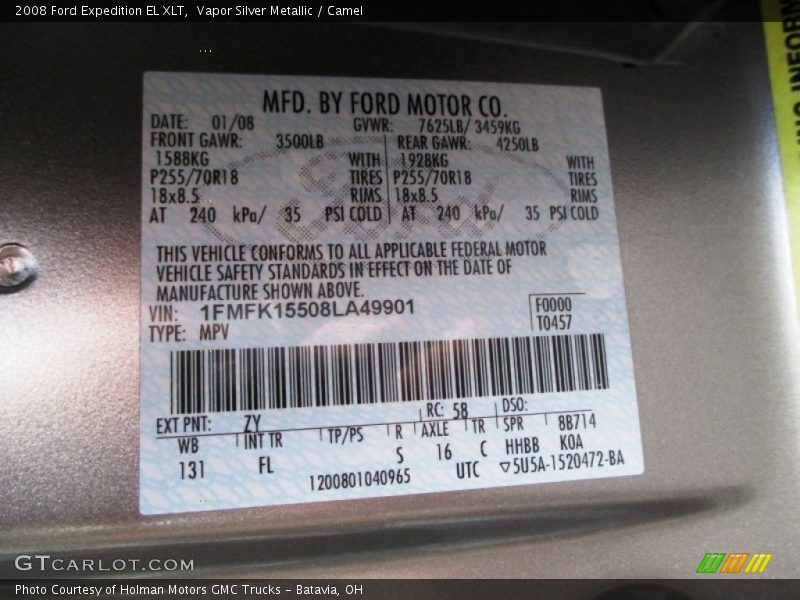 2008 Ford Expedition EL XLT, Vapor Silver Metallic / Camel
MFD. BY FORD MOTOR CO.
DATE: 01/08 GVWR: 7625LB/ 3459KG
FRONT GAWR: 3500LB REAR GAWR: 4250LB
1588KG WITH 1928KG WITH
P255/70R18 TIRES P255/70R18 TIRES
18x8.5 RIMS 18x8.5 RIMS
AT 240 kPa/ 35 PSI COLD AT 240 kPa/ 35 PSI COLD
THIS VEHICLE CONFORMS TO ALL APPLICABLE FEDERAL MOTOR
VEHICLE SAFETY STANDARDS IN EFFECT ON THE DATE OF
MANUFACTURE SHOWN ABOVE.
VIN: 1FMFK15508LA49901 F0000
TYPE: MPV T0457
EXT PNT: ZY RC: 58 DSO:
WB INT TR TP/PS R AXLE TR SPR 8B714
131 FL S 16 C HHBB KOA
1200801040965 UTC ▽5U5A-1520472-BA
GTCARLOT.COM
Photo Courtesy of Holman Motors GMC Trucks – Batavia, OH